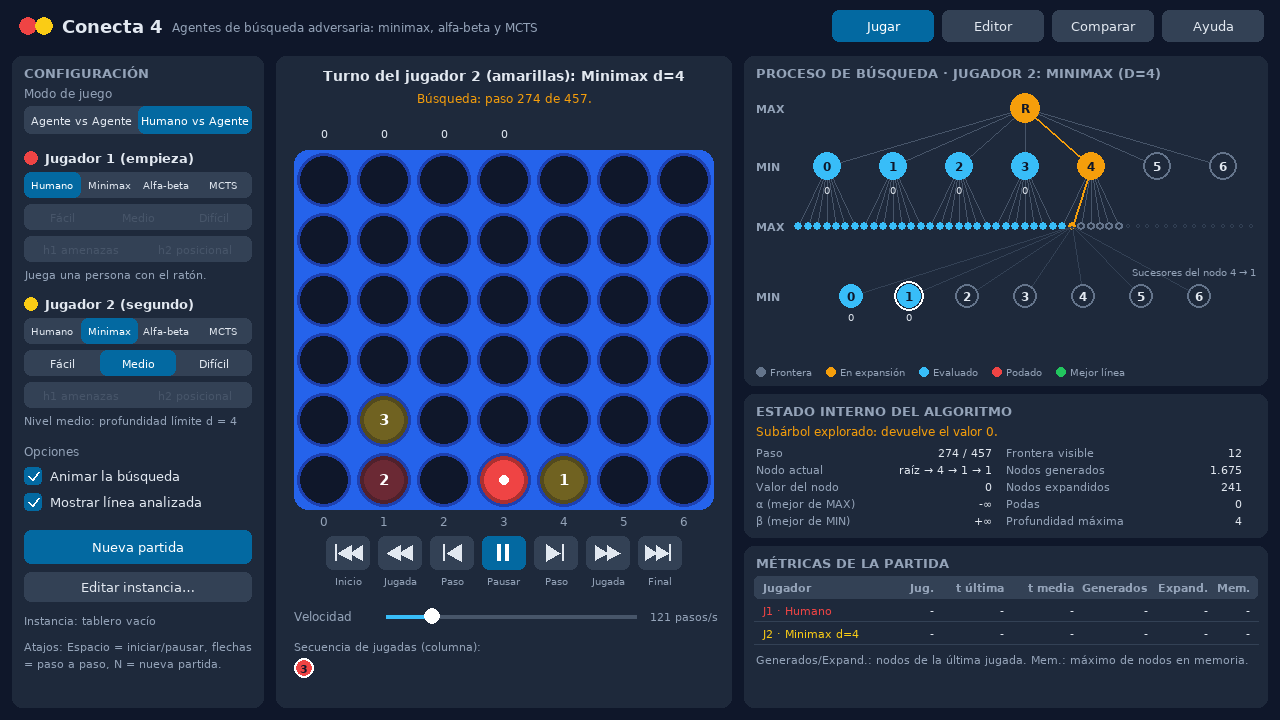 Conecta 4 Agentes de búsqueda adversaria: minimax, alfa-beta y MCTS
Jugar Editor Comparar Ayuda
CONFIGURACIÓN
Modo de juego
Agente vs Agente Humano vs Agente
Jugador 1 (empieza)
Humano Minimax Alfa-beta MCTS
Fácil Medio Difícil
h1 amenazas h2 posicional
Juega una persona con el ratón.
Jugador 2 (segundo)
Humano Minimax Alfa-beta MCTS
Fácil Medio Difícil
h1 amenazas h2 posicional
Nivel medio: profundidad límite d = 4
Opciones
Animar la búsqueda
Mostrar línea analizada
Nueva partida
Editar instancia...
Instancia: tablero vacío
Atajos: Espacio = iniciar/pausar, flechas
= paso a paso, N = nueva partida.
Turno del jugador 2 (amarillas): Minimax d=4
Búsqueda: paso 274 de 457.
0 0 0 0
3
2 1
0 1 2 3 4 5 6
Inicio Jugada Paso Pausar Paso Jugada Final
Velocidad 121 pasos/s
Secuencia de jugadas (columna):
3
PROCESO DE BÚSQUEDA · JUGADOR 2: MINIMAX (D=4)
MAX R
MIN 0 1 2 3 4 5 6
0 0 0 0
MAX
Sucesores del nodo 4 → 1
MIN 0 1 2 3 4 5 6
0 0
Frontera En expansión Evaluado Podado Mejor línea
ESTADO INTERNO DEL ALGORITMO
Subárbol explorado: devuelve el valor 0.
Paso 274 / 457 Frontera visible 12
Nodo actual raíz → 4 → 1 → 1 Nodos generados 1.675
Valor del nodo 0 Nodos expandidos 241
α (mejor de MAX) -∞ Podas 0
β (mejor de MIN) +∞ Profundidad máxima 4
MÉTRICAS DE LA PARTIDA
Jugador Jug. t última t media Generados Expand. Mem.
J1 · Humano - - - - - -
J2 · Minimax d=4 - - - - - -
Generados/Expand.: nodos de la última jugada. Mem.: máximo de nodos en memoria.